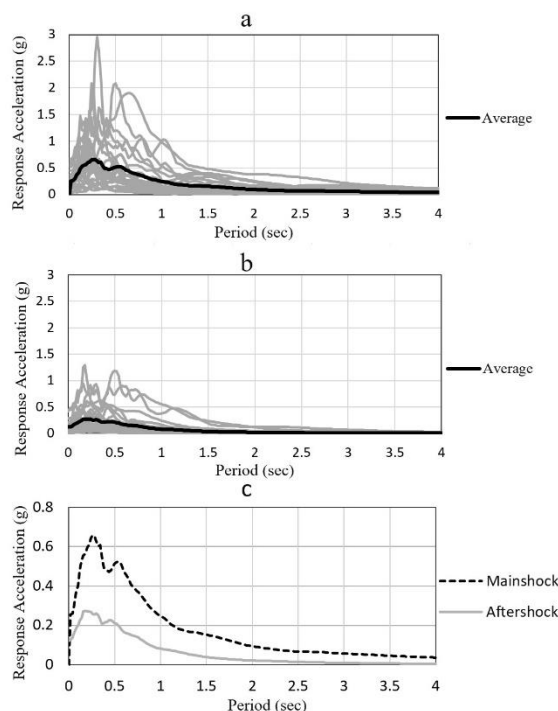 a
Response Acceleration (g)
3
2.5
2
1.5
1
0.5
0
0 0.5 1 1.5 2 2.5 3 3.5 4
Period (sec)
Average
b
Response Acceleration (g)
3
2.5
2
1.5
1
0.5
0
0 0.5 1 1.5 2 2.5 3 3.5 4
Period (sec)
Average
c
Response Acceleration (g)
0.8
0.6
0.4
0.2
0
0 0.5 1 1.5 2 2.5 3 3.5 4
Period (sec)
Mainshock
Aftershock